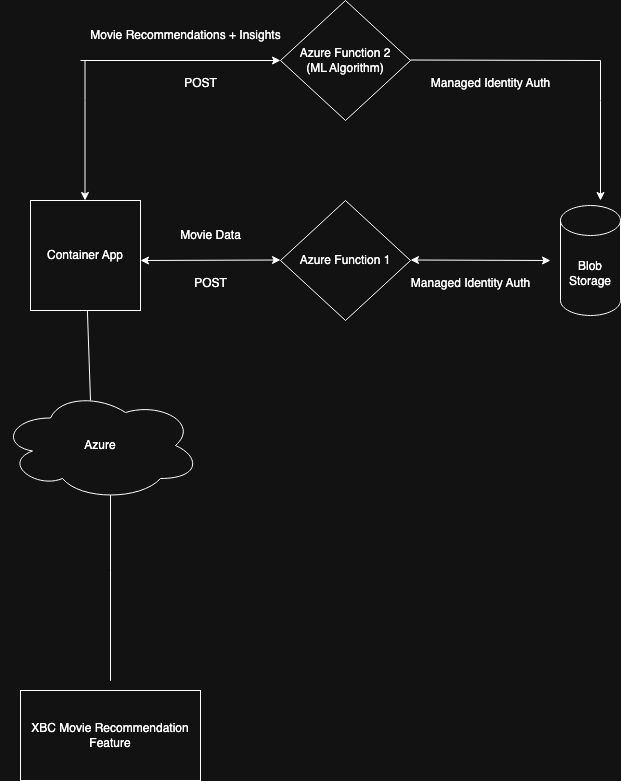 Movie Recommendations + Insights
POST
Azure Function 2
(ML Algorithm)
Managed Identity Auth
Container App
Movie Data
POST
Azure Function 1
Managed Identity Auth
Blob
Storage
Azure
XBC Movie Recommendation
Feature